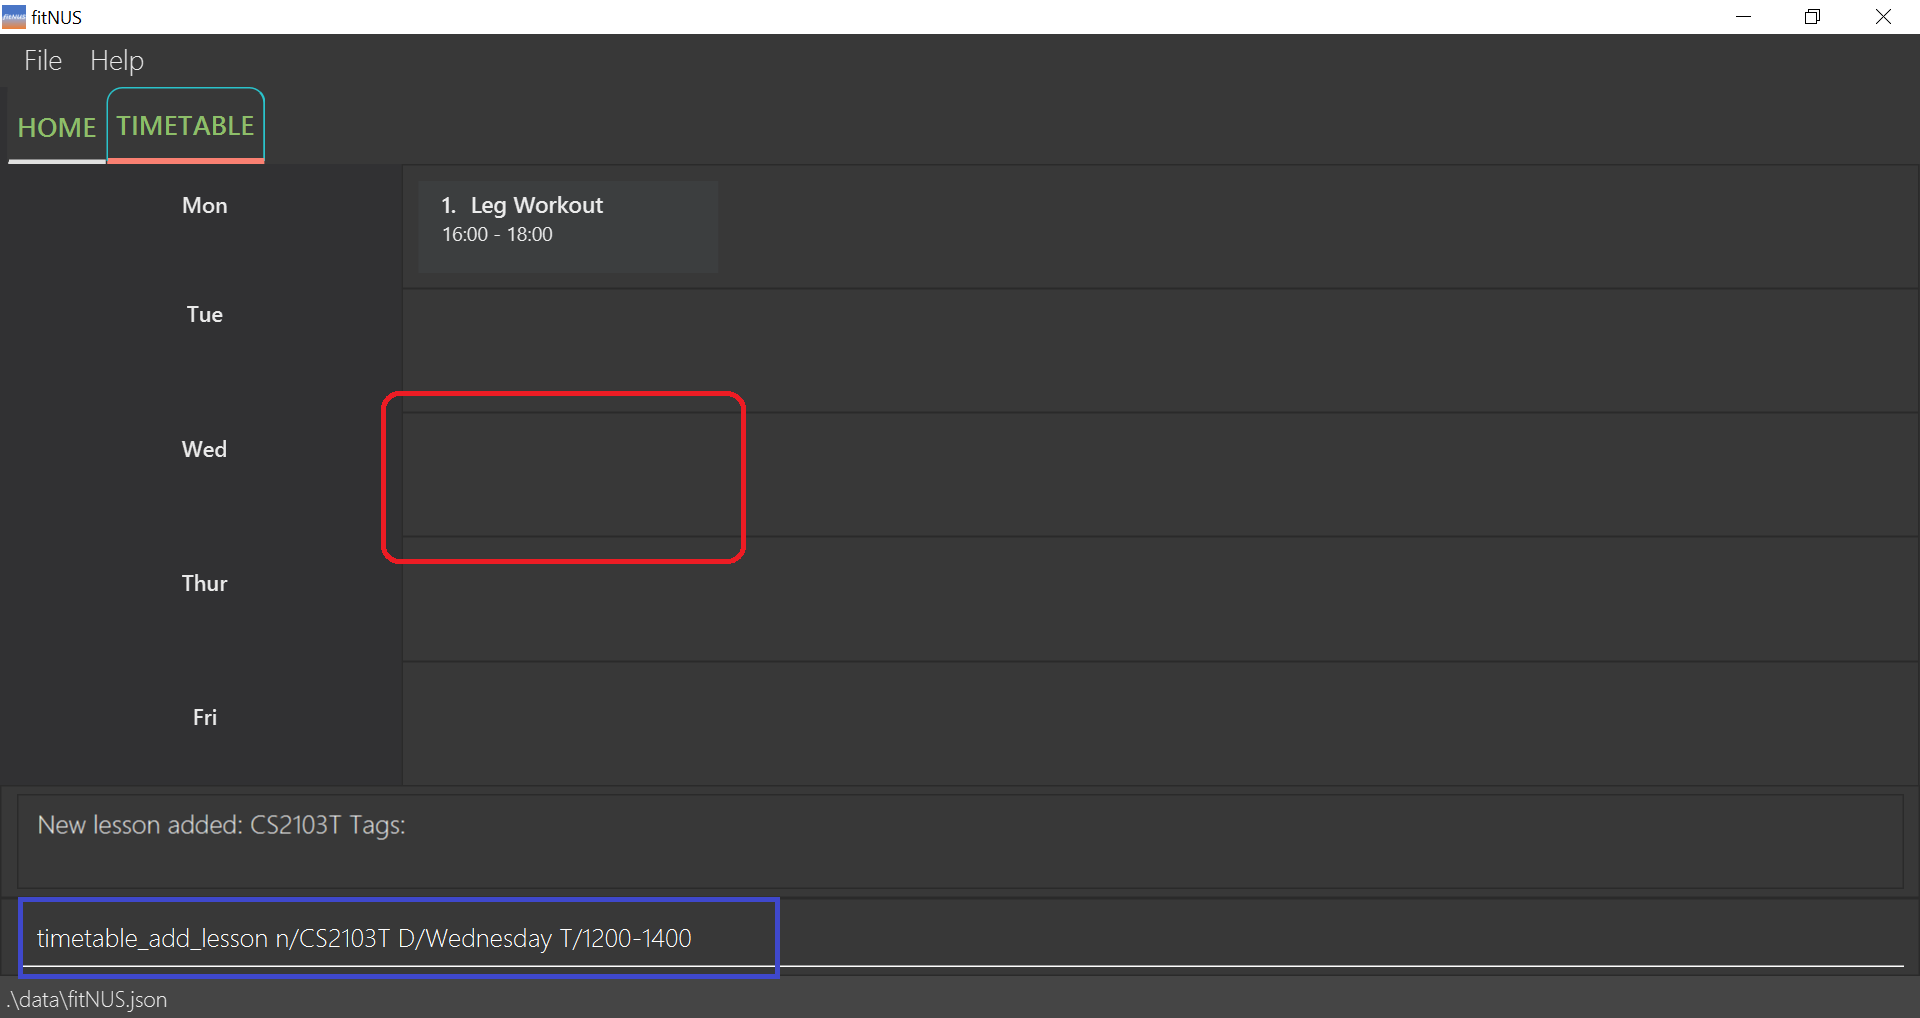 fitNUS
File Help
HOME TIMETABLE
Mon
1. Leg Workout
16:00 - 18:00
Tue
Wed
Thur
Fri
New lesson added: CS2103T Tags:
timetable_add_lesson n/CS2103T D/Wednesday T/1200-1400
.\data\fitNUS.json